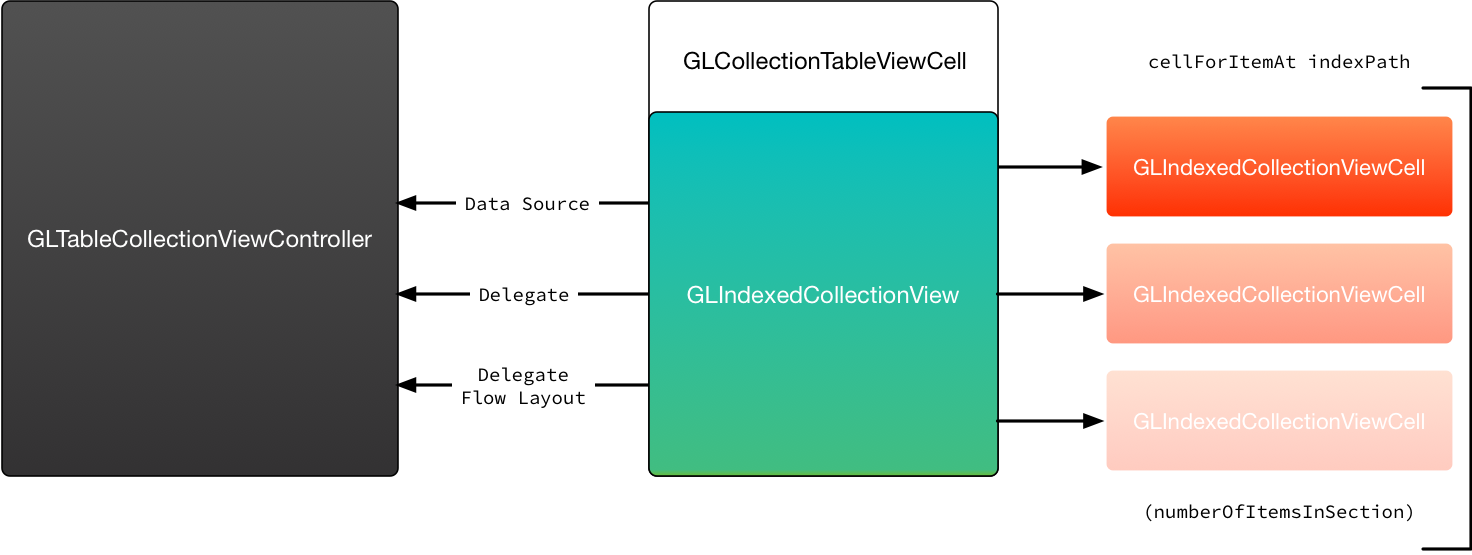 GLTableCollectionViewController
Data Source
Delegate
Delegate
Flow Layout
GLCollectionTableViewCell
GLIndexedCollectionView
cellForItemAt indexPath
GLIndexedCollectionViewCell
GLIndexedCollectionViewCell
GLIndexedCollectionViewCell
(numberOfItemsInSection)